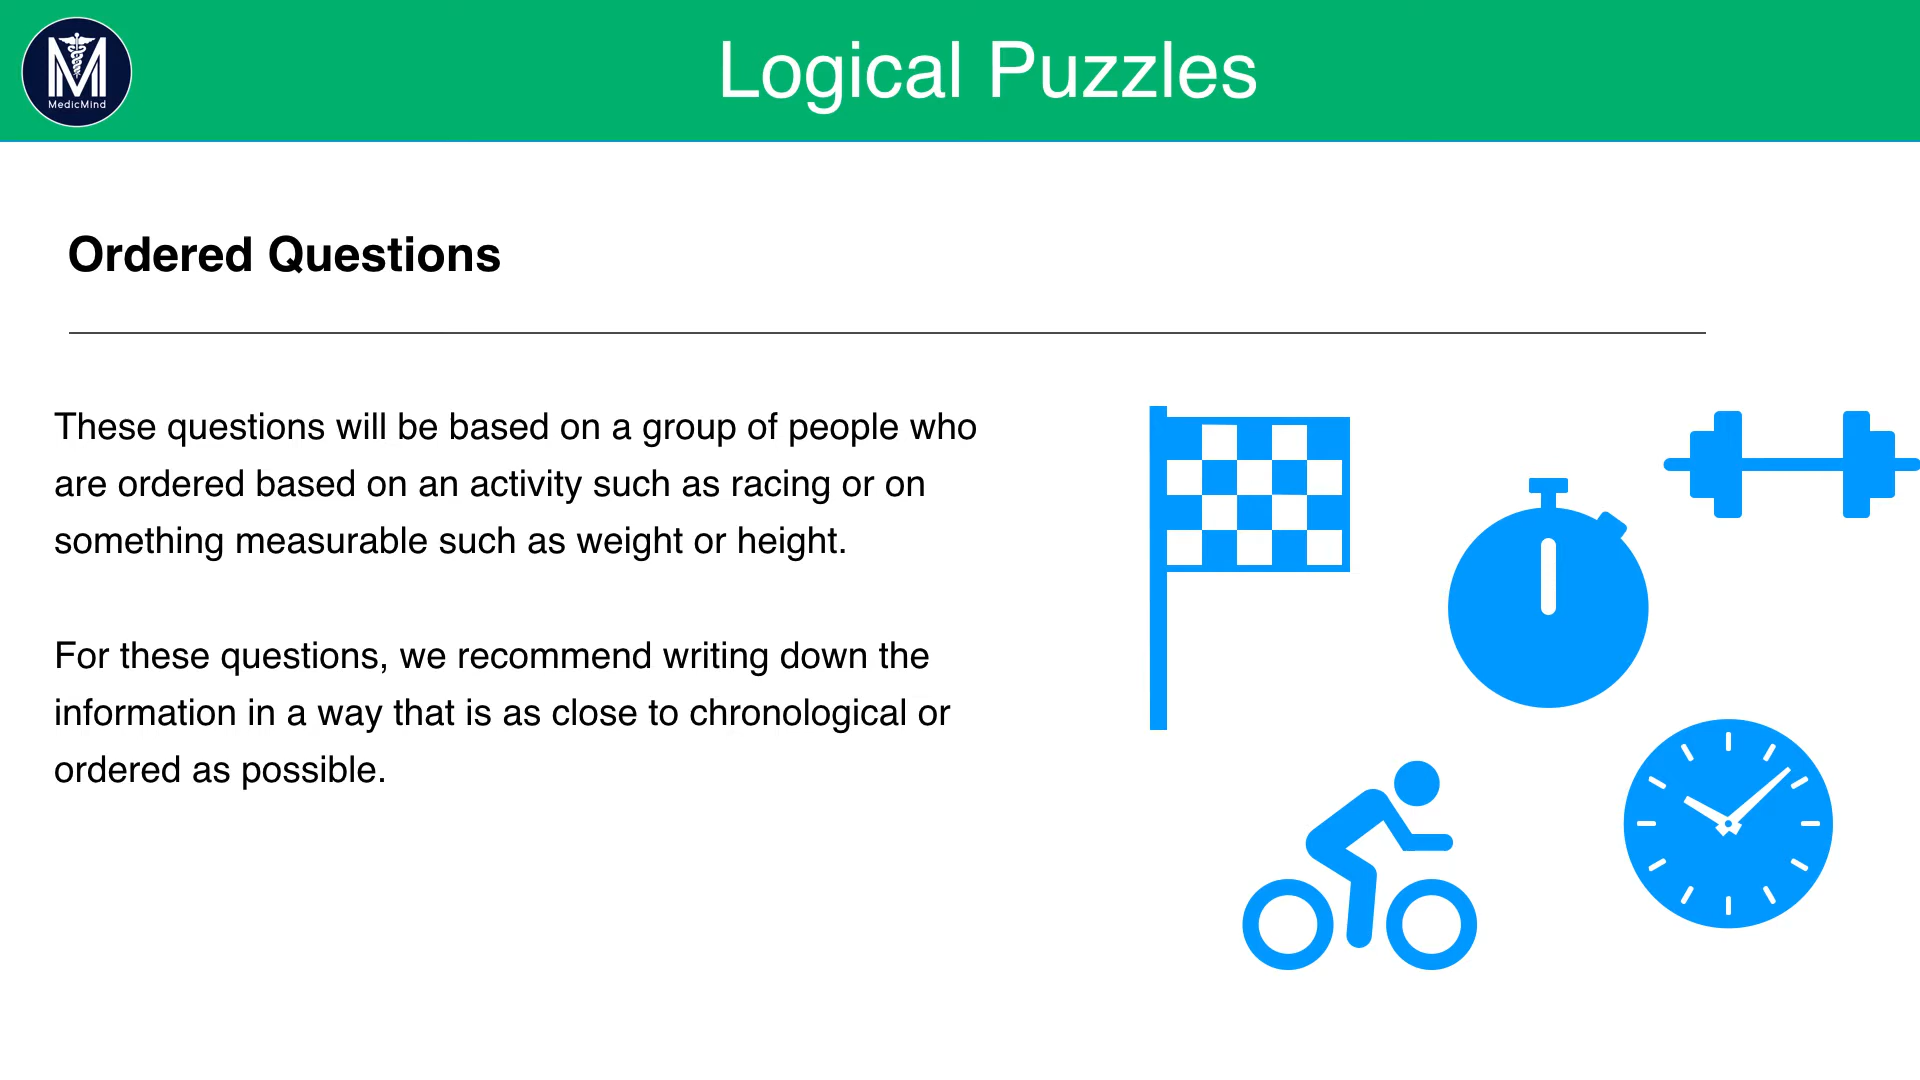 MedicMind
Logical Puzzles
Ordered Questions
These questions will be based on a group of people who
are ordered based on an activity such as racing or on
something measurable such as weight or height.
For these questions, we recommend writing down the
information in a way that is as close to chronological or
ordered as possible.